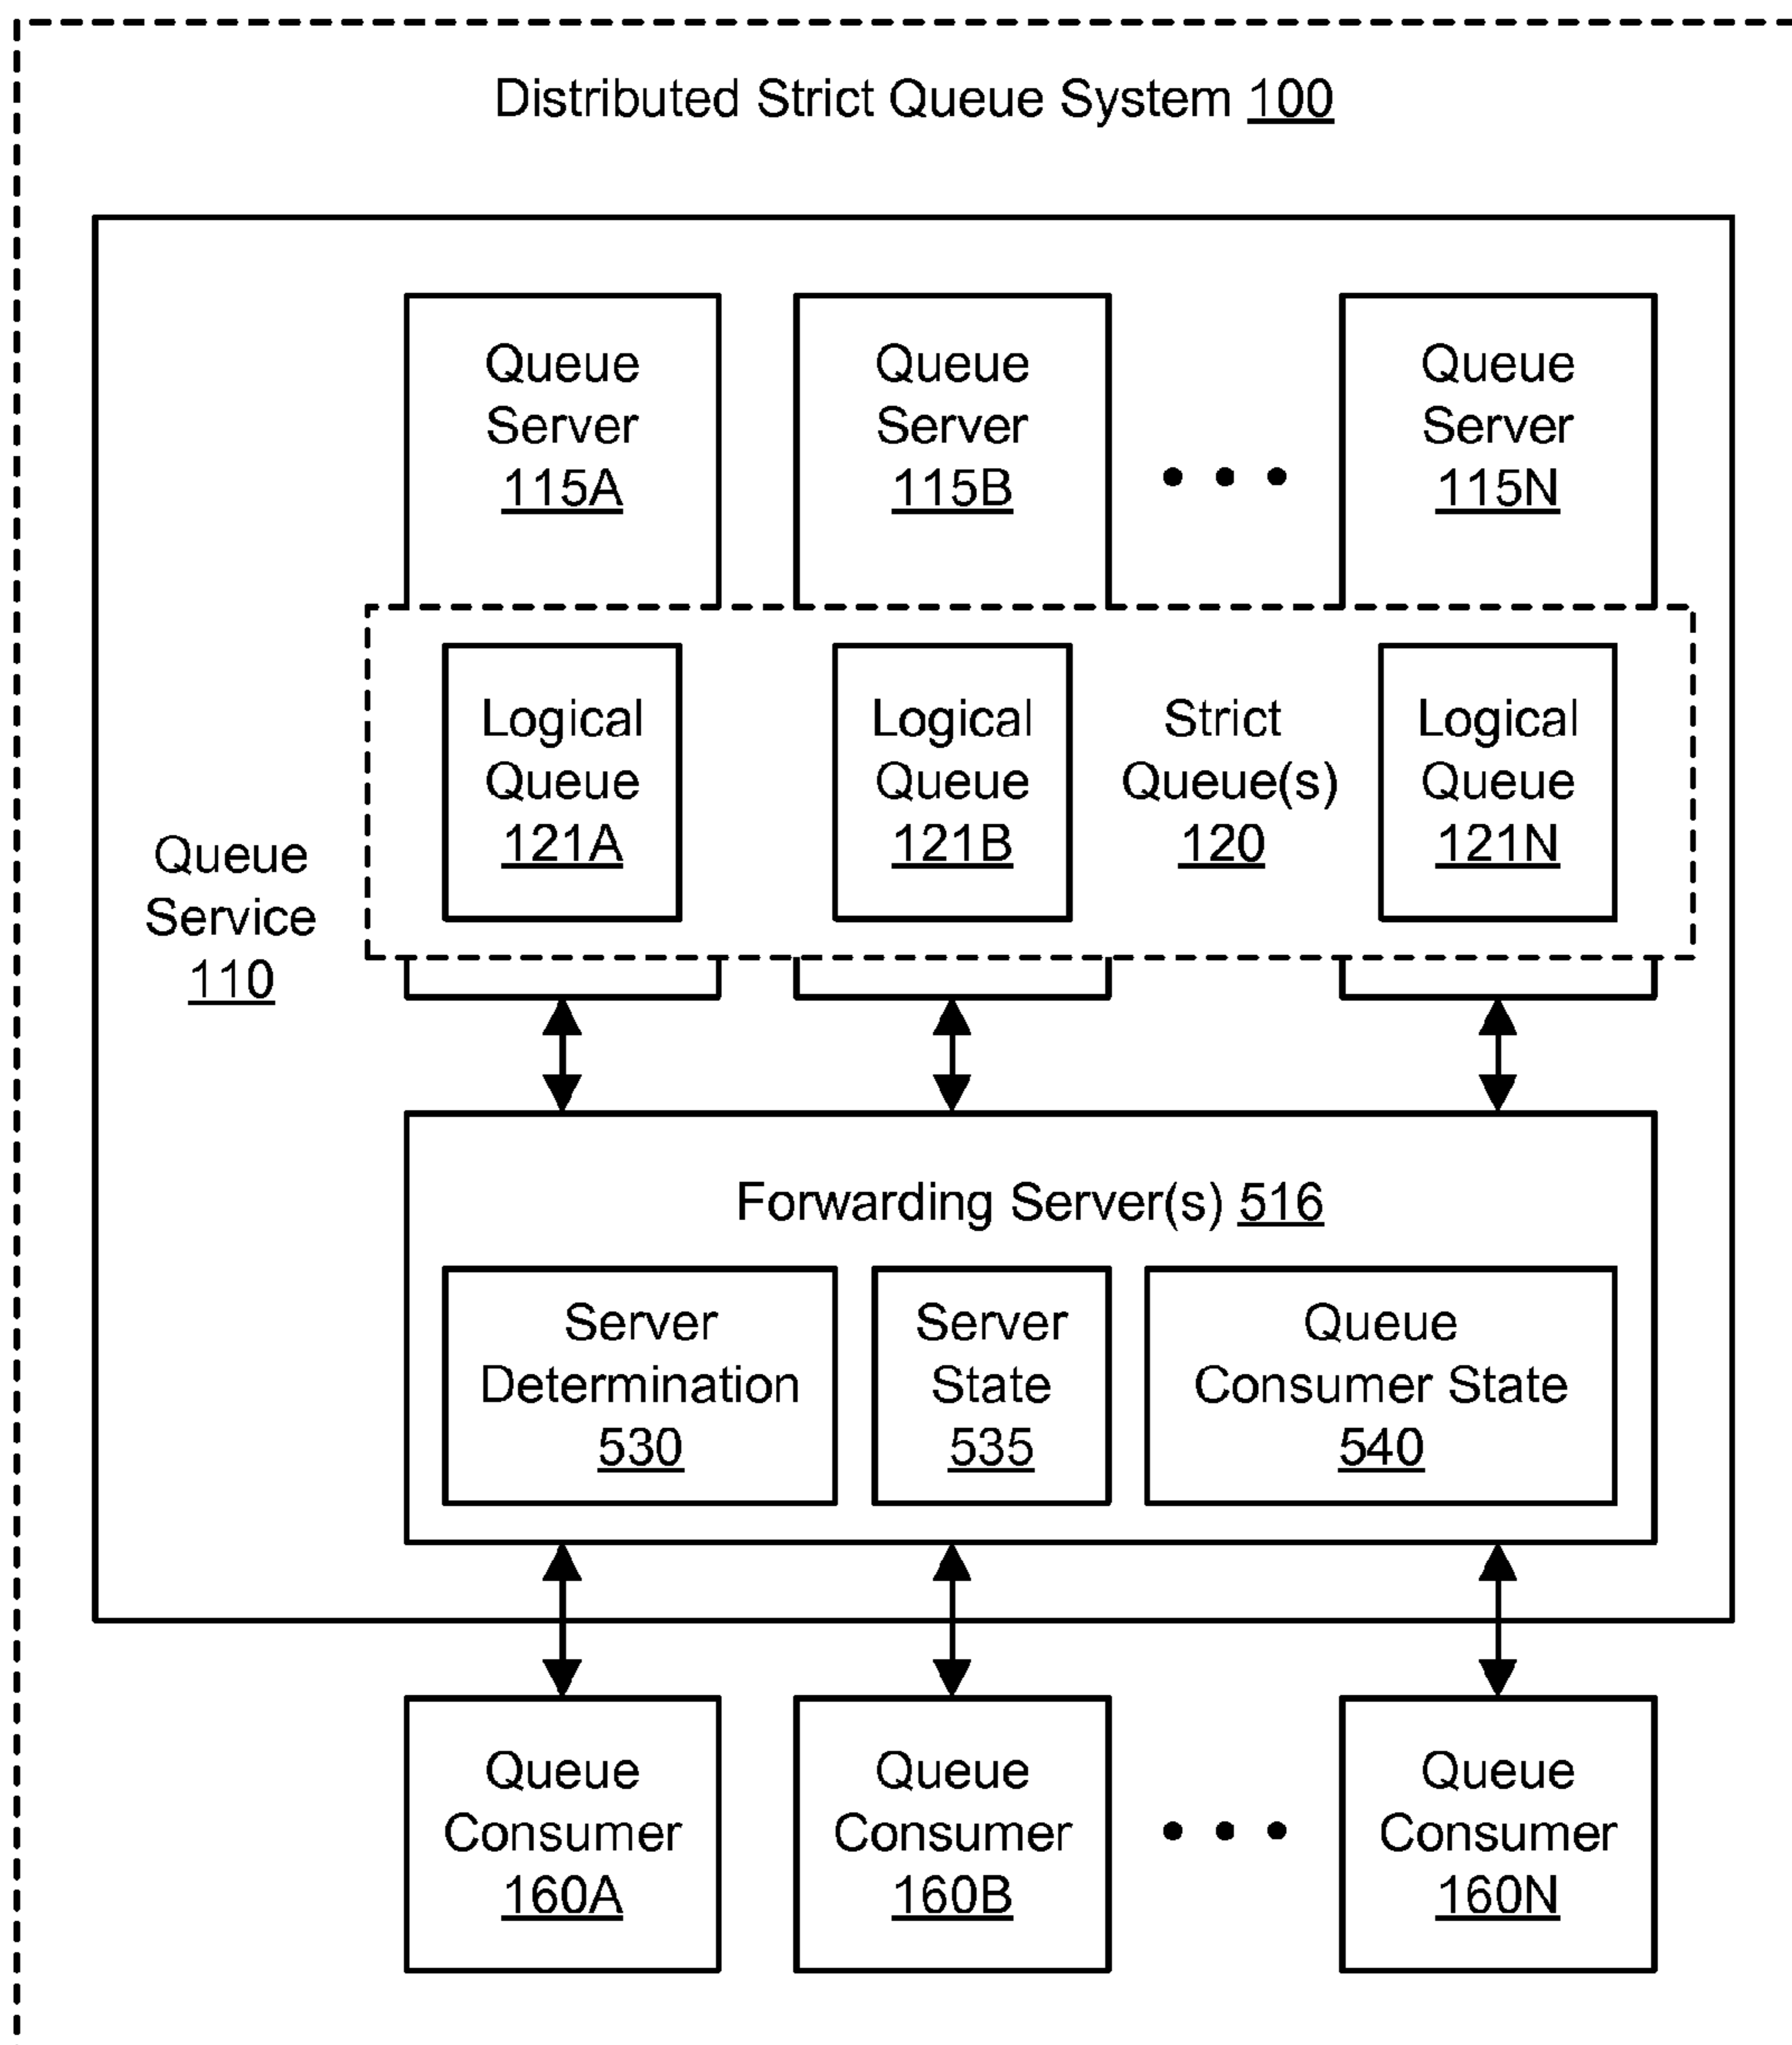 Distributed Strict Queue System 100
Queue
Server
115A
Queue
Server
115B
Queue
Server
115N
Logical
Queue
121A
Logical
Queue
121B
Strict
Queue(s)
120
Logical
Queue
121N
Queue
Service
110
Forwarding Server(s) 516
Server
Determination
530
Server
State
535
Queue
Consumer State
540
Queue
Consumer
160A
Queue
Consumer
160B
Queue
Consumer
160N